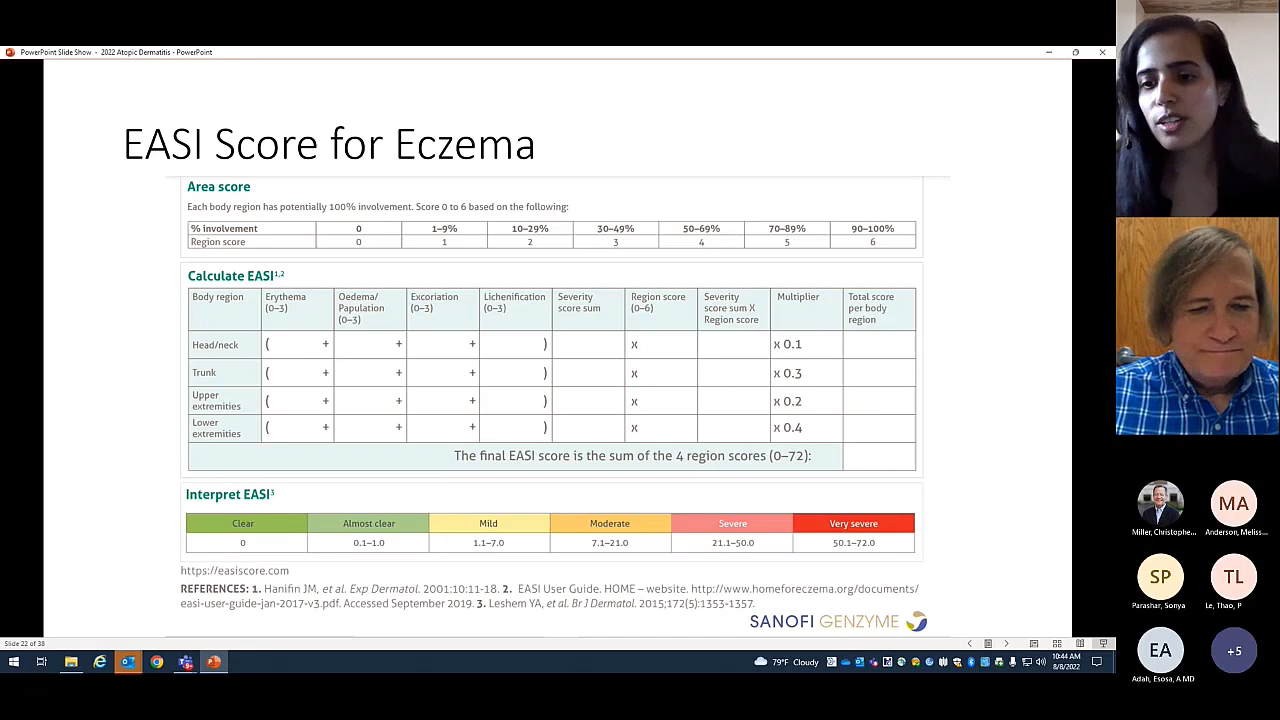 PowerPoint Slide Show - 2022 Atopic Dermatitis - PowerPoint
EASI Score for Eczema
Area score
Each body region has potentially 100% involvement. Score 0 to 6 based on the following:
% involvement 0 1–9% 10–29% 30–49% 50–69% 70–89% 90–100%
Region score 0 1 2 3 4 5 6
Calculate EASI1,2
Body region Erythema (0–3) Oedema/ Papulation (0–3) Excoriation (0–3) Lichenification (0–3) Severity score sum Region score (0–6) Severity score sum X Region score Multiplier Total score per body region
Head/neck ( + + + ) x x 0.1
Trunk ( + + + ) x x 0.3
Upper extremities ( + + + ) x x 0.2
Lower extremities ( + + + ) x x 0.4
The final EASI score is the sum of the 4 region scores (0–72):
Interpret EASI3
Clear Almost clear Mild Moderate Severe Very severe
0 0.1–1.0 1.1–7.0 7.1–21.0 21.1–50.0 50.1–72.0
https://easiscore.com
REFERENCES: 1. Hanifin JM, et al. Exp Dermatol. 2001:10:11-18. 2. EASI User Guide. HOME – website. http://www.homeforeczema.org/documents/
easi-user-guide-jan-2017-v3.pdf. Accessed September 2019. 3. Leshem YA, et al. Br J Dermatol. 2015;172(5):1353-1357.
SANOFI GENZYME
Slide 22 of 38
79°F Cloudy
10:44 AM
8/8/2022
MA
Miller, Christophe...
Anderson, Meliss...
SP
TL
Parashar, Sonya
Le, Thao, P
EA
+5
Adah, Esosa, A MD